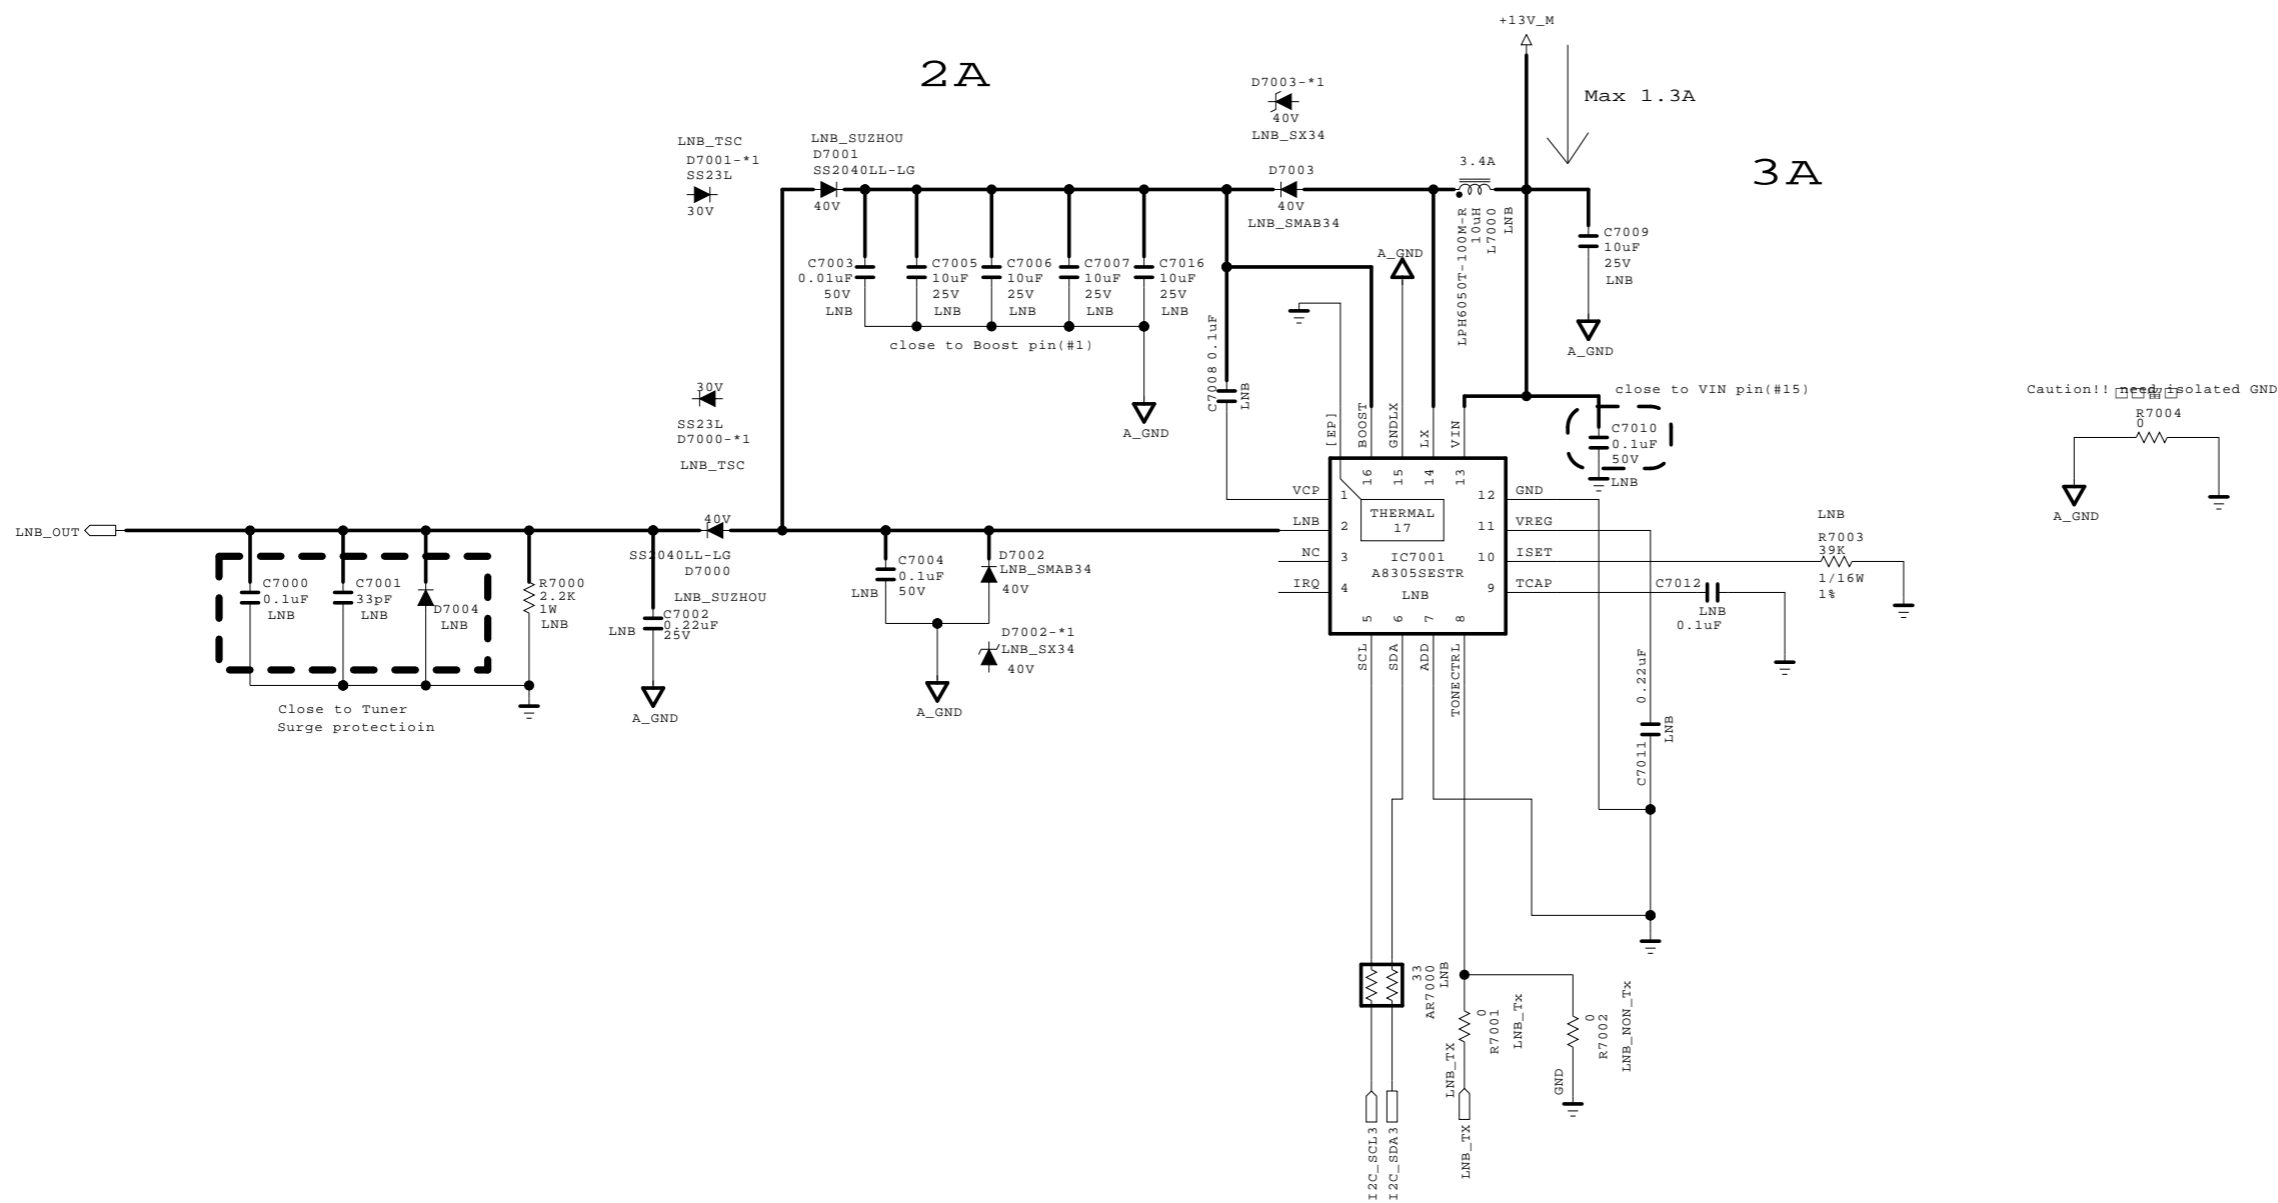 +13V_M
2A
Max 1.3A
3A
D7003-*1
40V
LNB_SX34
LNB_TSC
D7001-*1
SS23L
30V
LNB_SUZHOU
D7001
SS2040LL-LG
40V
D7003
40V
LNB_SMAB34
3.4A
LPH6050T-100M-R
10uH
L7000
LNB
C7009
10uF
25V
LNB
A_GND
C7003
0.01uF
50V
LNB
C7005
10uF
25V
LNB
C7006
10uF
25V
LNB
C7007
10uF
25V
LNB
C7016
10uF
25V
LNB
close to Boost pin(#1)
A_GND
C7008 0.1uF
LNB
A_GND
close to VIN pin(#15)
C7010
0.1uF
50V
LNB
Caution!! need isolated GND
R7004
0
A_GND
30V
SS23L
D7000-*1
LNB_TSC
LNB_OUT
40V
SS2040LL-LG
D7000
LNB_SUZHOU
C7000
0.1uF
LNB
C7001
33pF
LNB
D7004
LNB
R7000
2.2K
1W
LNB
Close to Tuner
Surge protectioin
C7002
0.22uF
25V
LNB
A_GND
C7004
0.1uF
50V
LNB
D7002
LNB_SMAB34
40V
D7002-*1
LNB_SX34
40V
A_GND
[EP]
BOOST
GNDLX
LX
VIN
16
15
14
13
VCP
1
LNB
2
NC
3
IRQ
4
THERMAL
17
IC7001
A8305SESTR
LNB
12
GND
11
VREG
10
ISET
9
TCAP
5
6
7
8
SCL
SDA
ADD
TONECTRL
LNB
R7003
39K
1/16W
1%
C7012
LNB
0.1uF
0.22uF
C7011
LNB
33
AR7000
LNB
0
R7001
LNB_Tx
LNB_TX
0
R7002
LNB_NON_Tx
GND
I2C_SCL3
I2C_SDA3
LNB_TX